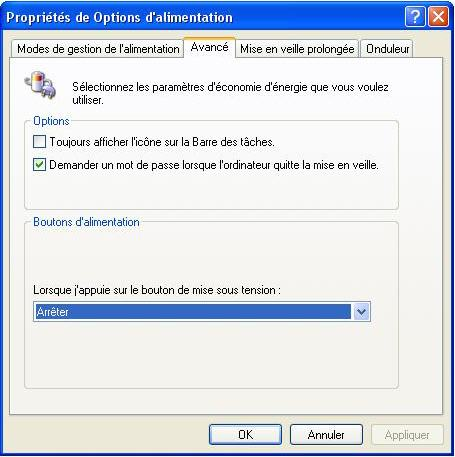 Propriétés de Options d'alimentation
Modes de gestion de l'alimentation
Avancé
Mise en veille prolongée
Onduleur
Sélectionnez les paramètres d'économie d'énergie que vous voulez
utiliser.
Options
Toujours afficher l'icône sur la Barre des tâches.
Demander un mot de passe lorsque l'ordinateur quitte la mise en veille.
Boutons d'alimentation
Lorsque j'appuie sur le bouton de mise sous tension :
Arrêter
OK
Annuler
Appliquer